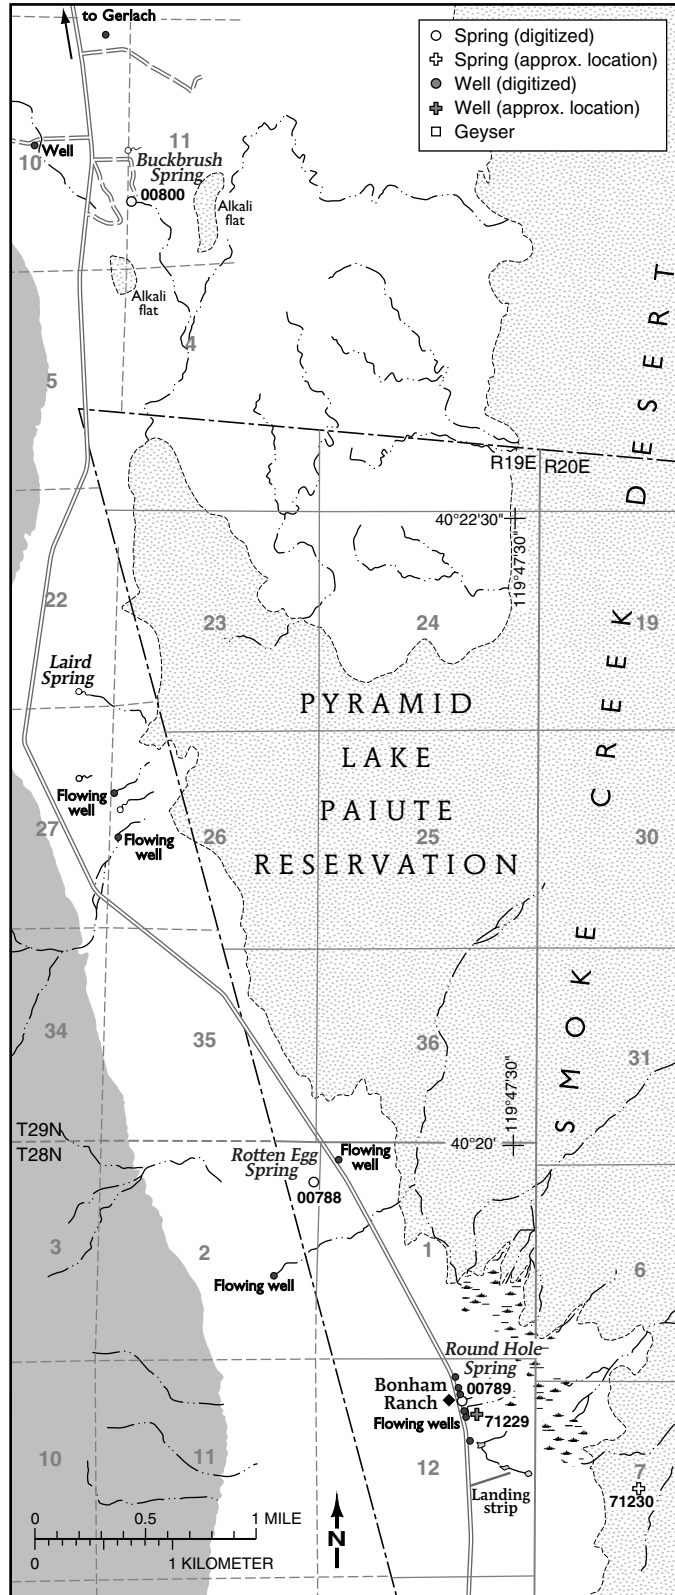 to Gerlach
Spring (digitized)
Spring (approx. location)
Well (digitized)
Well (approx. location)
Geyser
10
Well
11
Buckbrush
Spring
00800
Alkali
flat
Alkali
flat
4
5
R19E
R20E
40°22'30"
119°47'30"
22
23
24
19
Laird
Spring
PYRAMID
LAKE
PAIUTE
RESERVATION
SMOKE CREEK DESERT
Flowing
well
27
Flowing
well
26
25
30
34
35
36
31
119°47'30"
T29N
T28N
40°20'
Rotten Egg
Spring
00788
Flowing
well
3
2
1
6
Flowing well
Round Hole
Spring
Bonham
Ranch
00789
Flowing wells
71229
10
11
12
7
71230
Landing
strip
0 0.5 1 MILE
0 1 KILOMETER
N